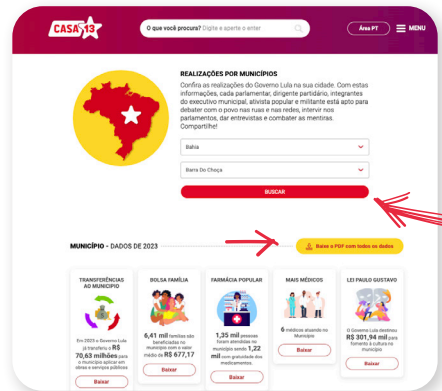 CASA 13
O que você procura? Digite e aperte o enter
Área PT
MENU
REALIZAÇÕES POR MUNICÍPIOS
Confira as realizações do Governo Lula na sua cidade. Com estas
informações, cada parlamentar, dirigente partidário, integrantes
do executivo municipal, ativista popular e militante está apto para
debater com o povo nas ruas e nas redes, intervir nos
parlamentos, dar entrevistas e combater as mentiras.
Compartilhe!
Bahia
Barra Do Choça
BUSCAR
MUNICÍPIO - DADOS DE 2023
Baixe o PDF com todos os dados
TRANSFERÊNCIAS
AO MUNICÍPIO
Em 2023 o Governo Lula
já transferiu o R$
70,63 milhões para
o município aplicar em
obras e serviços públicos
Baixar
BOLSA FAMÍLIA
6,41 mil famílias são
beneficiadas no
município com o valor
médio de R$ 677,17
Baixar
FARMÁCIA POPULAR
1,35 mil pessoas
foram atendidas no
município sendo 1,22
mil com gratuidade dos
medicamentos.
Baixar
MAIS MÉDICOS
6 médicos atuando no
Município
Baixar
LEI PAULO GUSTAVO
O Governo Lula destinou
R$ 301,94 mil para
fomento à cultura no
município
Baixar